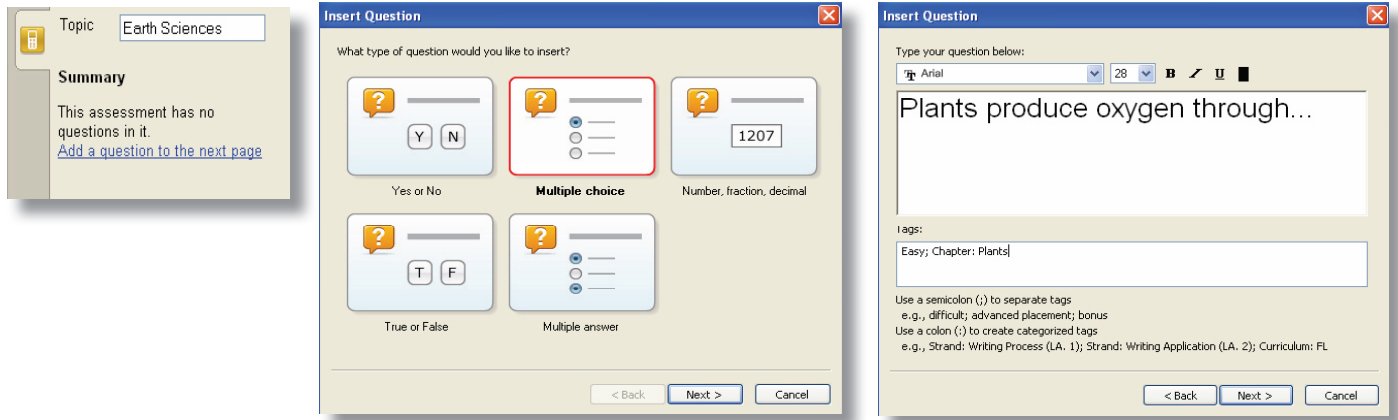 Topic Earth Sciences
Summary
This assessment has no
questions in it.
Add a question to the next page
Insert Question
What type of question would you like to insert?
Y N
1207
Yes or No Multiple choice Number, fraction, decimal
T F
True or False Multiple answer
< Back Next > Cancel
Insert Question
Type your question below:
Arial 28 B I U
Plants produce oxygen through...
Tags:
Easy; Chapter: Plants
Use a semicolon (;) to separate tags
e.g., difficult; advanced placement; bonus
Use a colon (:) to create categorized tags
e.g., Strand: Writing Process (LA. 1); Strand: Writing Application (LA. 2); Curriculum: FL
< Back Next > Cancel